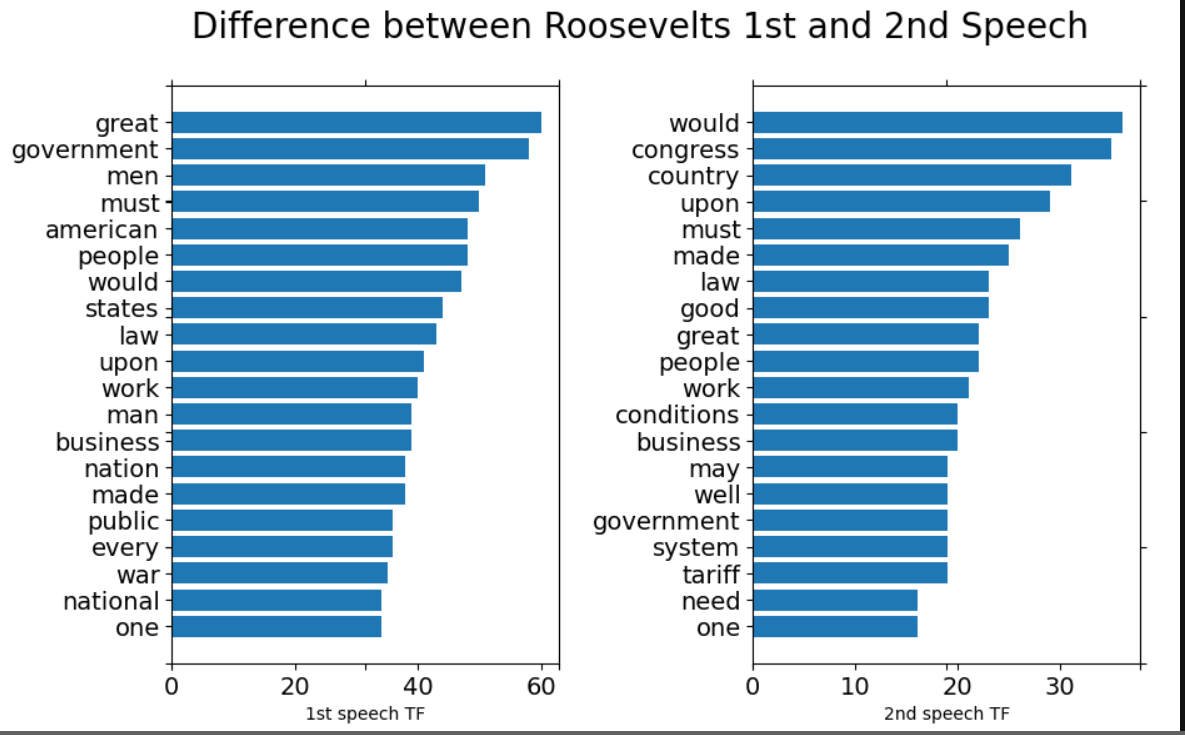 Difference between Roosevelts 1st and 2nd Speech
great
government
men
must
american
people
would
states
law
upon
work
man
business
nation
made
public
every
war
national
one
0 20 40 60
1st speech TF
would
congress
country
upon
must
made
law
good
great
people
work
conditions
business
may
well
government
system
tariff
need
one
0 10 20 30
2nd speech TF